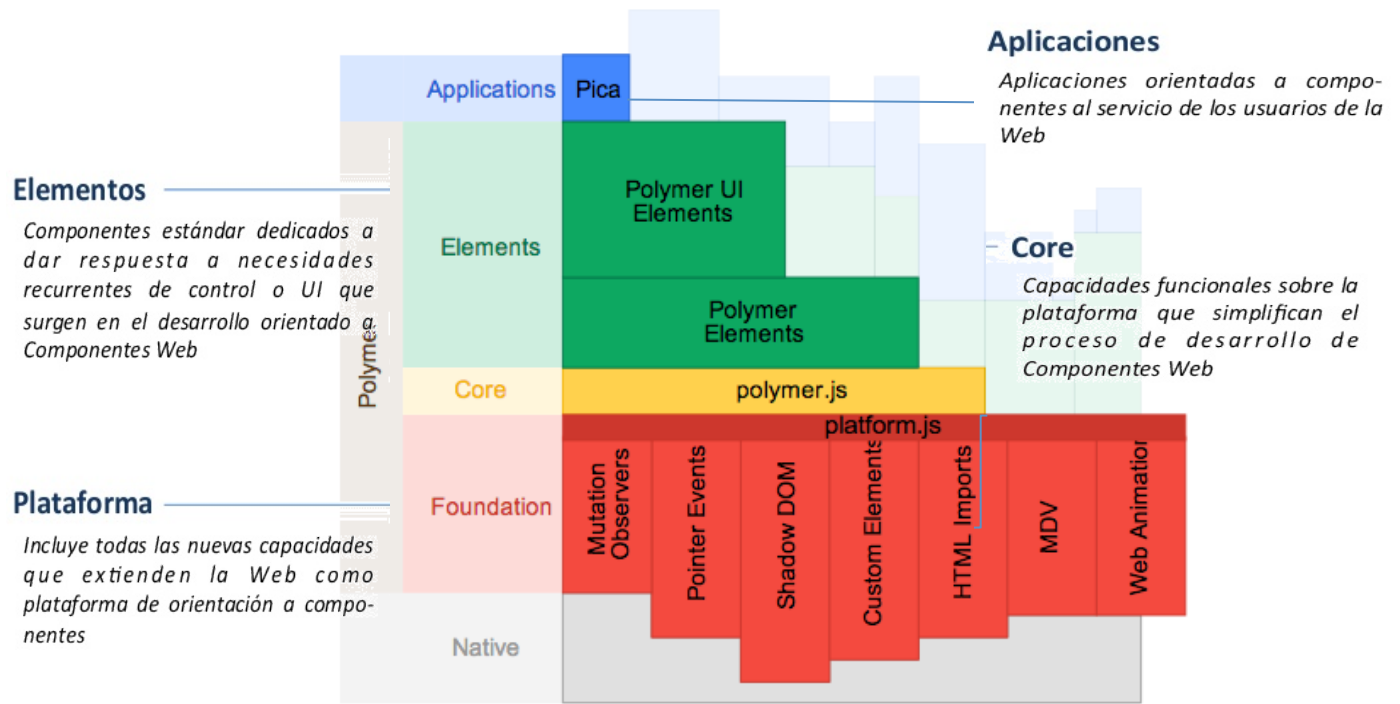 Aplicaciones
Aplicaciones orientadas a compo-
nentes al servicio de los usuarios de la
Web
Applications
Pica
Elementos
Componentes estándar dedicados a
dar respuesta a necesidades
recurrentes de control o UI que
surgen en el desarrollo orientado a
Componentes Web
Polymer
Elements
Polymer UI
Elements
Polymer
Elements
Core
Capacidades funcionales sobre la
plataforma que simplifican el
proceso de desarrollo de
Componentes Web
Core
polymer.js
platform.js
Plataforma
Incluye todas las nuevas capacidades
que extienden la Web como
plataforma de orientación a compo-
nentes
Foundation
Mutation
Observers
Pointer Events
Shadow DOM
Custom Elements
HTML Imports
MDV
Web Animation
Native